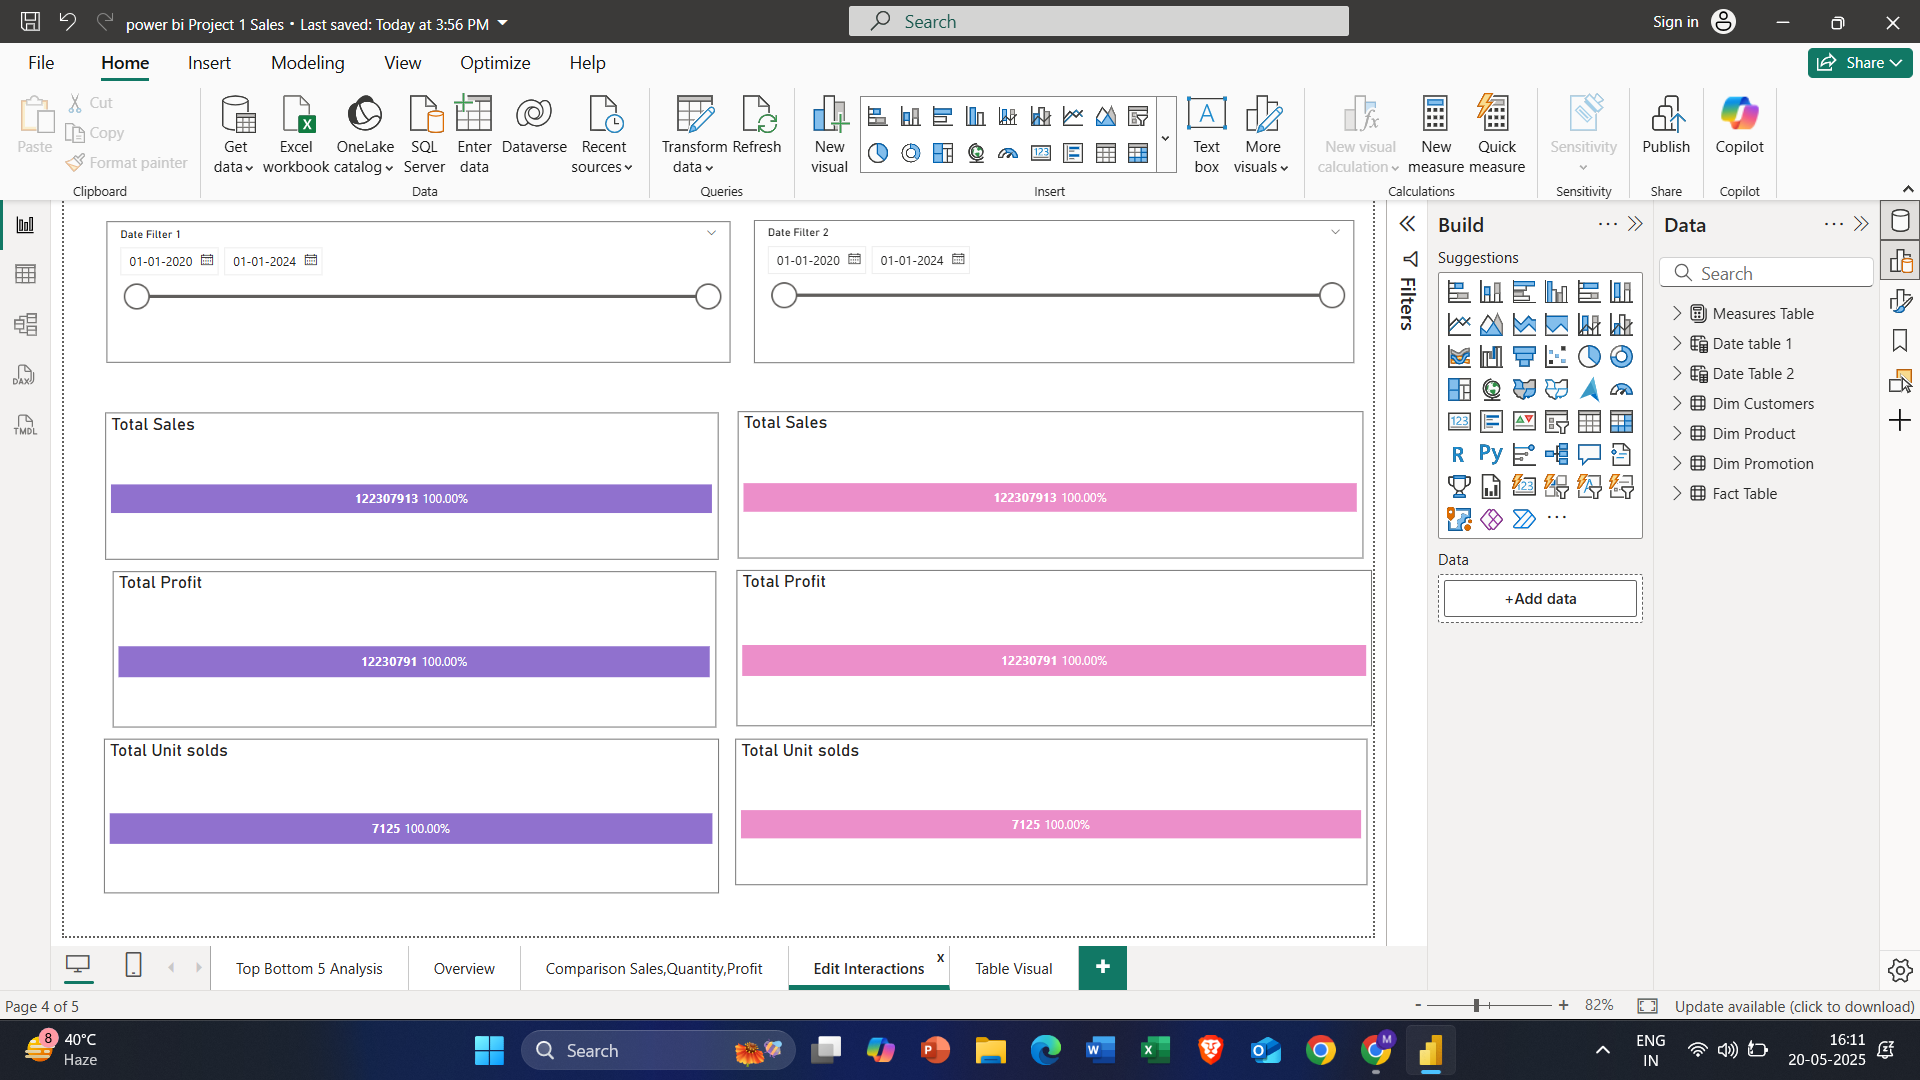 power bi Project 1 Sales • Last saved: Today at 3:56 PM
Search
Sign in
File Home Insert Modeling View Optimize Help
Share
Paste
Cut
Copy
Format painter
Clipboard
Get data
Excel workbook
OneLake catalog
SQL Server
Enter data
Dataverse
Recent sources
Data
Transform data
Refresh
Queries
New visual
Text box
More visuals
Insert
New visual calculation
New measure
Quick measure
Calculations
Sensitivity
Sensitivity
Publish
Share
Copilot
Copilot
DAX
TMDL
Date Filter 1
01-01-2020 01-01-2024
Date Filter 2
01-01-2020 01-01-2024
Total Sales
122307913 100.00%
Total Sales
122307913 100.00%
Total Profit
12230791 100.00%
Total Profit
12230791 100.00%
Total Unit solds
7125 100.00%
Total Unit solds
7125 100.00%
Filters
Build
Suggestions
123
R Py
123
Data
+Add data
Data
Search
Measures Table
Date table 1
Date Table 2
Dim Customers
Dim Product
Dim Promotion
Fact Table
Top Bottom 5 Analysis
Overview
Comparison Sales,Quantity,Profit
Edit Interactions x
Table Visual
+
Page 4 of 5
- + 82%
Update available (click to download)
8
40°C
Haze
Search
M
ENG
IN
16:11
20-05-2025